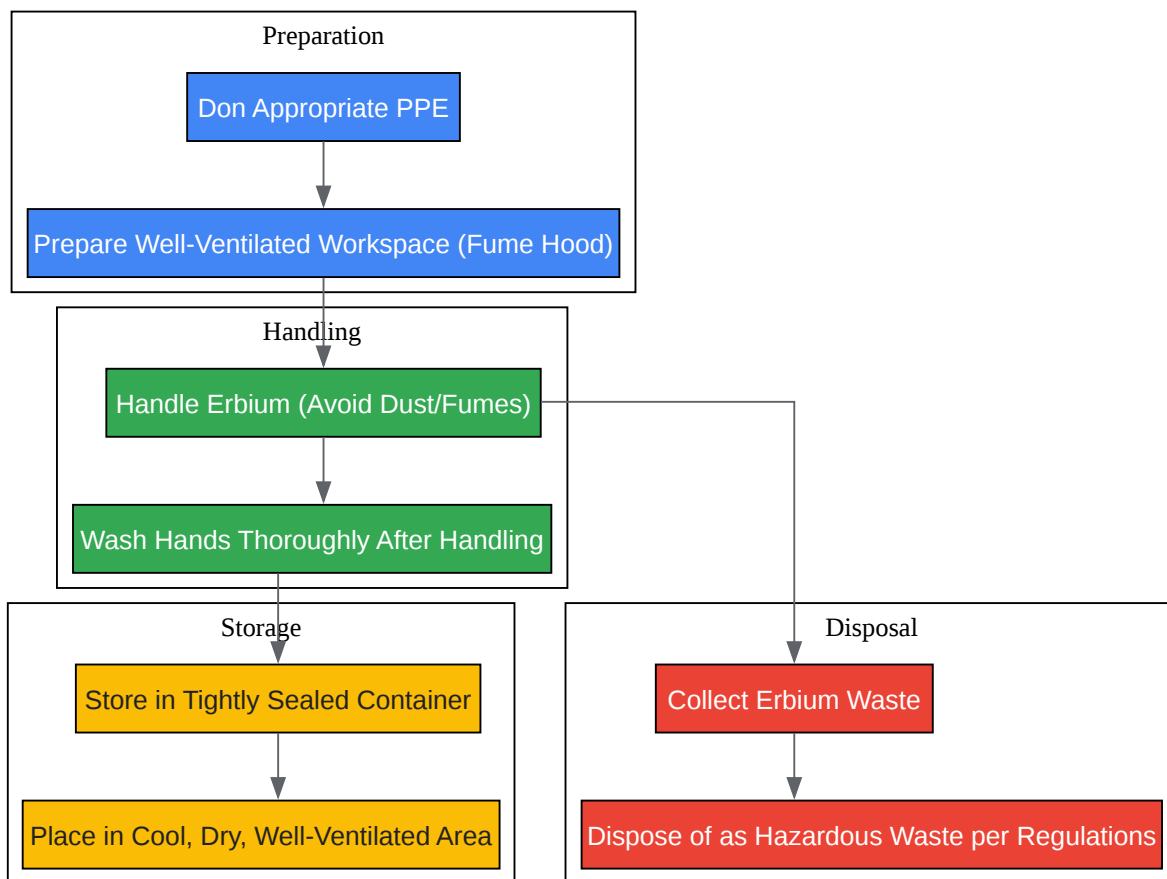 Preparation
Don Appropriate PPE
Prepare Well-Ventilated Workspace (Fume Hood)
Handling
Handle Erbium (Avoid Dust/Fumes)
Wash Hands Thoroughly After Handling
Storage
Store in Tightly Sealed Container
Place in Cool, Dry, Well-Ventilated Area
Disposal
Collect Erbium Waste
Dispose of as Hazardous Waste per Regulations